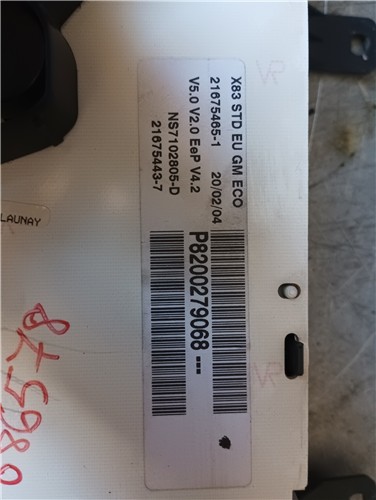 X83 STD EU GM ECO
21675465-1 20/02/04
V5.0 V2.0 EeP V4.2
NS7102805-D
21675443-7
P8200279068---
LAUNAY
VR
VR